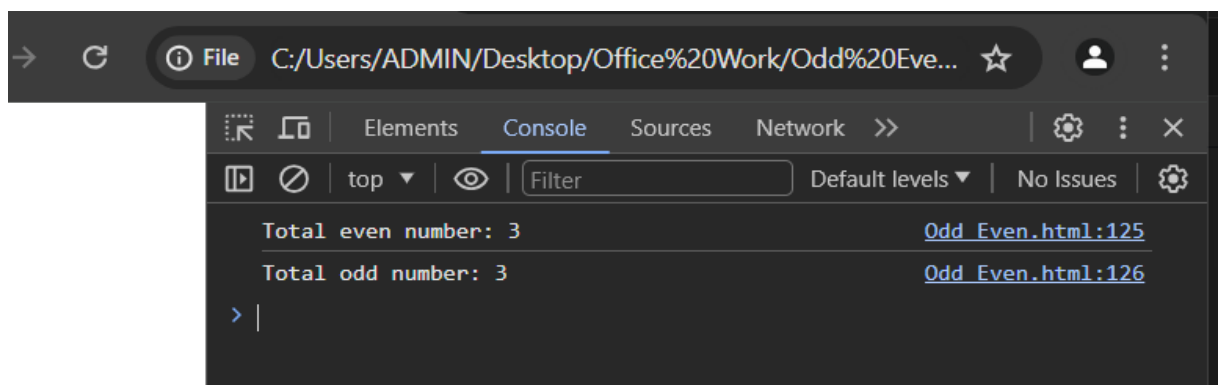 File C:/Users/ADMIN/Desktop/Office%20Work/Odd%20Eve...
Elements Console Sources Network
top Filter Default levels No Issues
Total even number: 3 Odd Even.html:125
Total odd number: 3 Odd Even.html:126